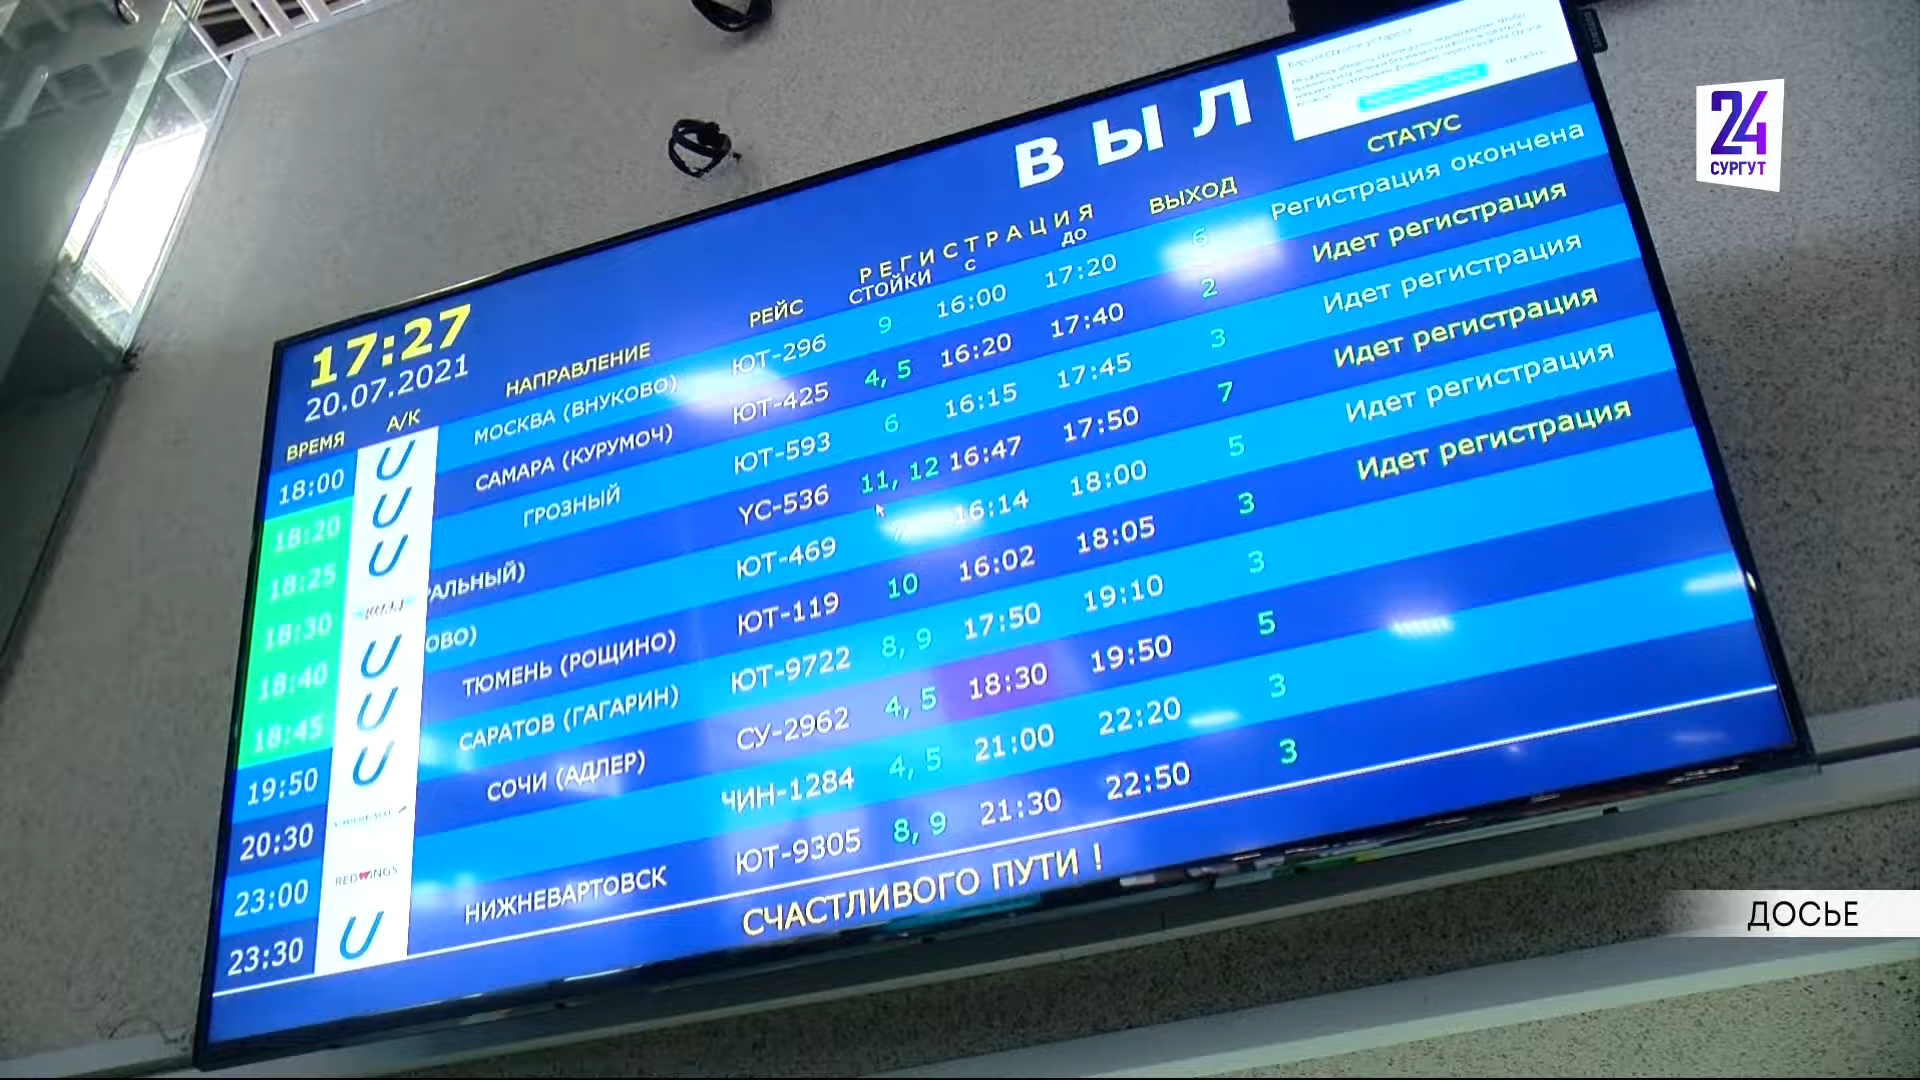 24
СУРГУТ
ВЫЛ
17:27
20.07.2021
РЕГИСТРАЦИЯ
ВРЕМЯ А/К НАПРАВЛЕНИЕ РЕЙС СТОЙКИ С ДО ВЫХОД СТАТУС
18:00 МОСКВА (ВНУКОВО) ЮТ-296 9 16:00 17:20 6 Регистрация окончена
18:20 САМАРА (КУРУМОЧ) ЮТ-425 4, 5 16:20 17:40 2 Идет регистрация
18:25 ГРОЗНЫЙ ЮТ-593 6 16:15 17:45 3 Идет регистрация
18:30 РАЛЬНЫЙ) YC-536 11, 12 16:47 17:50 7 Идет регистрация
18:40 ОВО) ЮТ-469 16:14 18:00 5 Идет регистрация
18:45 ТЮМЕНЬ (РОЩИНО) ЮТ-119 10 16:02 18:05 3 Идет регистрация
19:50 САРАТОВ (ГАГАРИН) ЮТ-9722 8, 9 17:50 19:10 3
20:30 СОЧИ (АДЛЕР) СУ-2962 4, 5 18:30 19:50 5
23:00 REDWINGS ЧИН-1284 4, 5 21:00 22:20 3
23:30 НИЖНЕВАРТОВСК ЮТ-9305 8, 9 21:30 22:50 3
СЧАСТЛИВОГО ПУТИ !
ДОСЬЕ